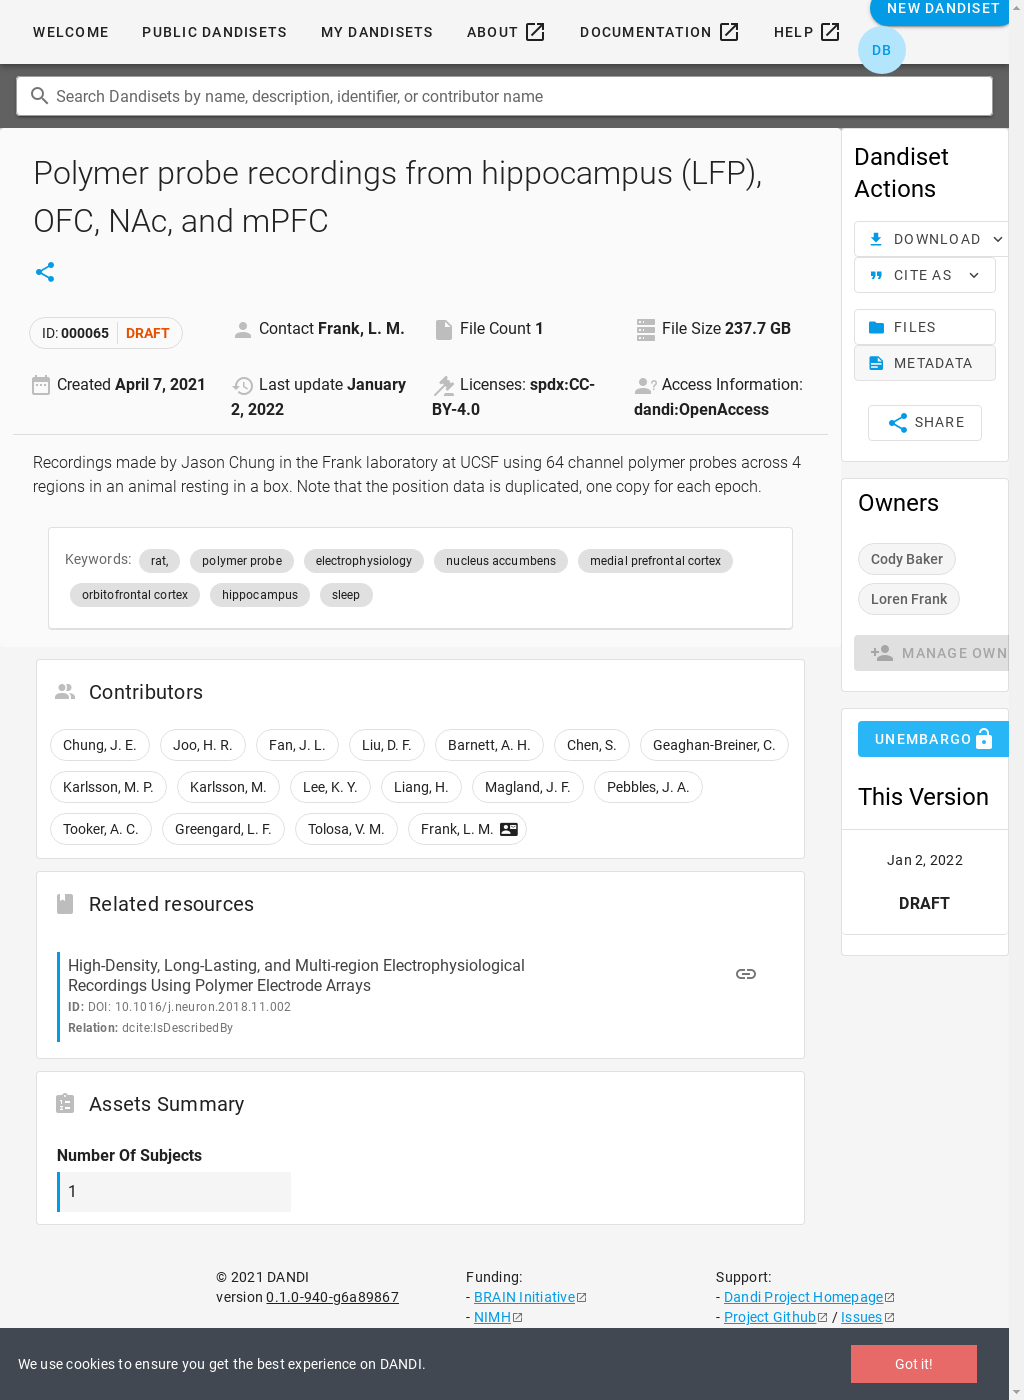 WELCOME PUBLIC DANDISETS MY DANDISETS ABOUT DOCUMENTATION HELP NEW DANDISET
DB
Search Dandisets by name, description, identifier, or contributor name
Polymer probe recordings from hippocampus (LFP),
OFC, NAc, and mPFC
ID: 000065 DRAFT
Contact Frank, L. M.
File Count 1
File Size 237.7 GB
Created April 7, 2021
Last update January
2, 2022
Licenses: spdx:CC-
BY-4.0
Access Information:
dandi:OpenAccess
Recordings made by Jason Chung in the Frank laboratory at UCSF using 64 channel polymer probes across 4
regions in an animal resting in a box. Note that the position data is duplicated, one copy for each epoch.
Keywords: rat, polymer probe electrophysiology nucleus accumbens medial prefrontal cortex
orbitofrontal cortex hippocampus sleep
Contributors
Chung, J. E. Joo, H. R. Fan, J. L. Liu, D. F. Barnett, A. H. Chen, S. Geaghan-Breiner, C.
Karlsson, M. P. Karlsson, M. Lee, K. Y. Liang, H. Magland, J. F. Pebbles, J. A.
Tooker, A. C. Greengard, L. F. Tolosa, V. M. Frank, L. M.
Related resources
High-Density, Long-Lasting, and Multi-region Electrophysiological
Recordings Using Polymer Electrode Arrays
ID: DOI: 10.1016/j.neuron.2018.11.002
Relation: dcite:IsDescribedBy
Assets Summary
Number Of Subjects
1
Dandiset
Actions
DOWNLOAD
CITE AS
FILES
METADATA
SHARE
Owners
Cody Baker
Loren Frank
MANAGE OWN
UNEMBARGO
This Version
Jan 2, 2022
DRAFT
© 2021 DANDI
version 0.1.0-940-g6a89867
Funding:
- BRAIN Initiative
- NIMH
Support:
- Dandi Project Homepage
- Project Github / Issues
We use cookies to ensure you get the best experience on DANDI.
Got it!